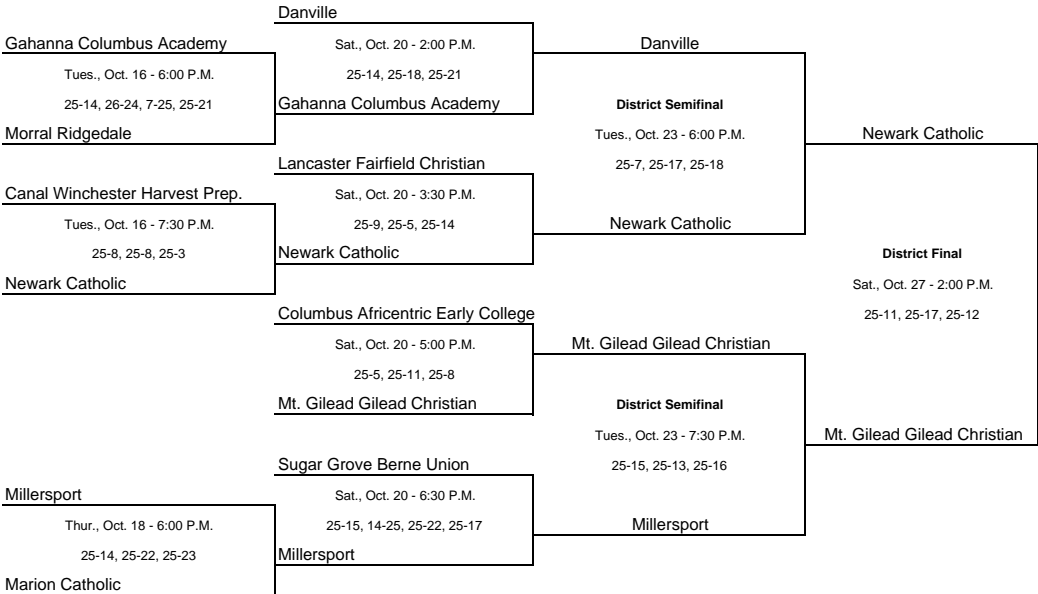 Danville
Gahanna Columbus Academy
Sat., Oct. 20 - 2:00 P.M.
Danville
Tues., Oct. 16 - 6:00 P.M.
25-14, 25-18, 25-21
25-14, 26-24, 7-25, 25-21
Gahanna Columbus Academy
District Semifinal
Morral Ridgedale
Tues., Oct. 23 - 6:00 P.M.
Newark Catholic
Lancaster Fairfield Christian
25-7, 25-17, 25-18
Canal Winchester Harvest Prep.
Sat., Oct. 20 - 3:30 P.M.
Tues., Oct. 16 - 7:30 P.M.
25-9, 25-5, 25-14
Newark Catholic
25-8, 25-8, 25-3
Newark Catholic
District Final
Newark Catholic
Sat., Oct. 27 - 2:00 P.M.
Columbus Africentric Early College
25-11, 25-17, 25-12
Sat., Oct. 20 - 5:00 P.M.
Mt. Gilead Gilead Christian
25-5, 25-11, 25-8
Mt. Gilead Gilead Christian
District Semifinal
Tues., Oct. 23 - 7:30 P.M.
Mt. Gilead Gilead Christian
Sugar Grove Berne Union
25-15, 25-13, 25-16
Millersport
Sat., Oct. 20 - 6:30 P.M.
Thur., Oct. 18 - 6:00 P.M.
25-15, 14-25, 25-22, 25-17
Millersport
25-14, 25-22, 25-23
Millersport
Marion Catholic